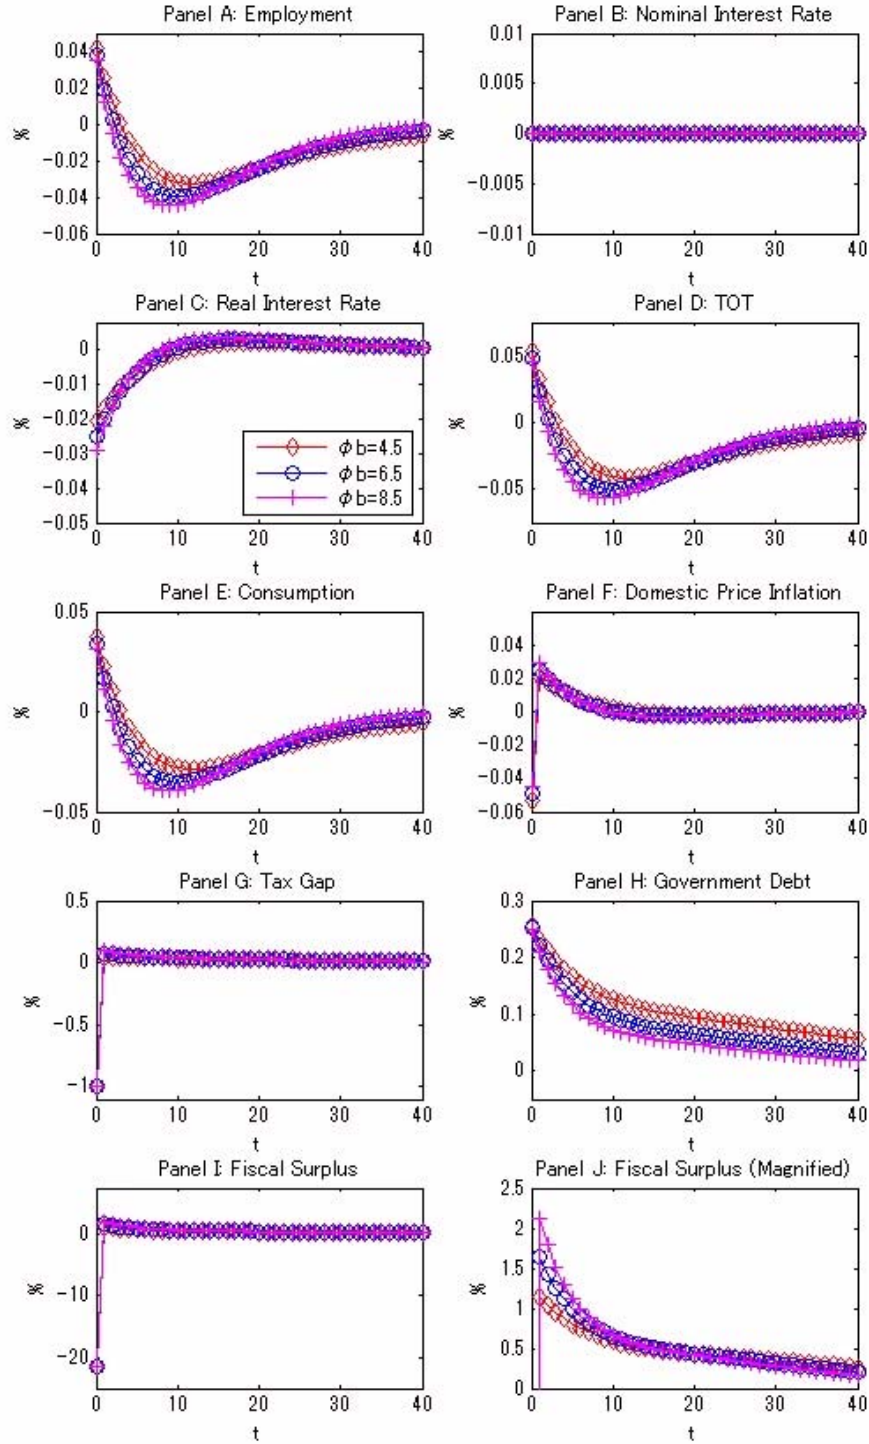 Panel A: Employment
%
0.04
0.02
0
-0.02
-0.04
-0.06
0 10 20 30 40
t
Panel B: Nominal Interest Rate
%
0.01
0.005
0
-0.005
-0.01
0 10 20 30 40
t
Panel C: Real Interest Rate
%
0
-0.01
-0.02
-0.03
-0.04
-0.05
0 10 20 30 40
t
φb=4.5
φb=6.5
φb=8.5
Panel D: TOT
%
0.05
0
-0.05
0 10 20 30 40
t
Panel E: Consumption
%
0.05
0
-0.05
0 10 20 30 40
t
Panel F: Domestic Price Inflation
%
0.04
0.02
0
-0.02
-0.04
-0.06
0 10 20 30 40
t
Panel G: Tax Gap
%
0.5
0
-0.5
-1
0 10 20 30 40
t
Panel H: Government Debt
%
0.3
0.2
0.1
0
0 10 20 30 40
t
Panel I: Fiscal Surplus
%
0
-10
-20
0 10 20 30 40
t
Panel J: Fiscal Surplus (Magnified)
%
2.5
2
1.5
1
0.5
0
0 10 20 30 40
t